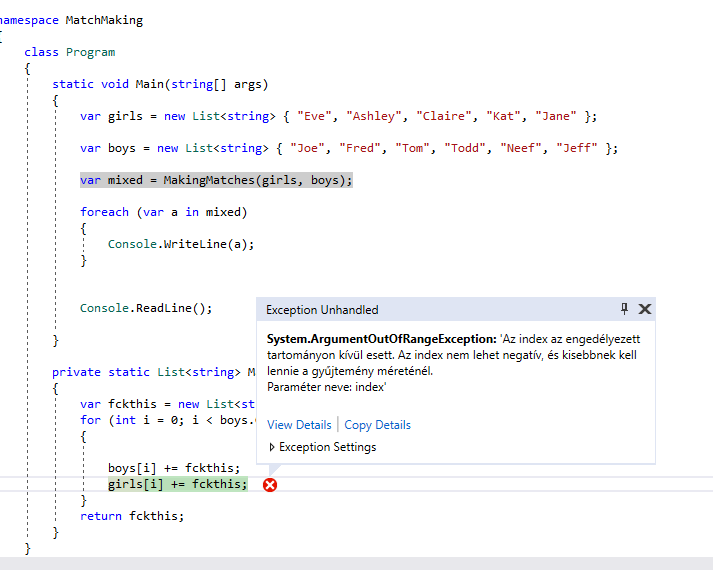 namespace MatchMaking
{
class Program
{
static void Main(string[] args)
{
var girls = new List<string> { "Eve", "Ashley", "Claire", "Kat", "Jane" };
var boys = new List<string> { "Joe", "Fred", "Tom", "Todd", "Neef", "Jeff" };
var mixed = MakingMatches(girls, boys);
foreach (var a in mixed)
{
Console.WriteLine(a);
}
Console.ReadLine();
}
Exception Unhandled
System.ArgumentOutOfRangeException: 'Az index az engedélyezett
tartományon kívül esett. Az index nem lehet negatív, és kisebbnek kell
lennie a gyűjtemény méreténél.
Paraméter neve: index'
View Details | Copy Details
Exception Settings
private static List<string> M
{
var fckthis = new List<st
for (int i = 0; i < boys.
{
boys[i] += fckthis;
girls[i] += fckthis;
}
return fckthis;
}
}